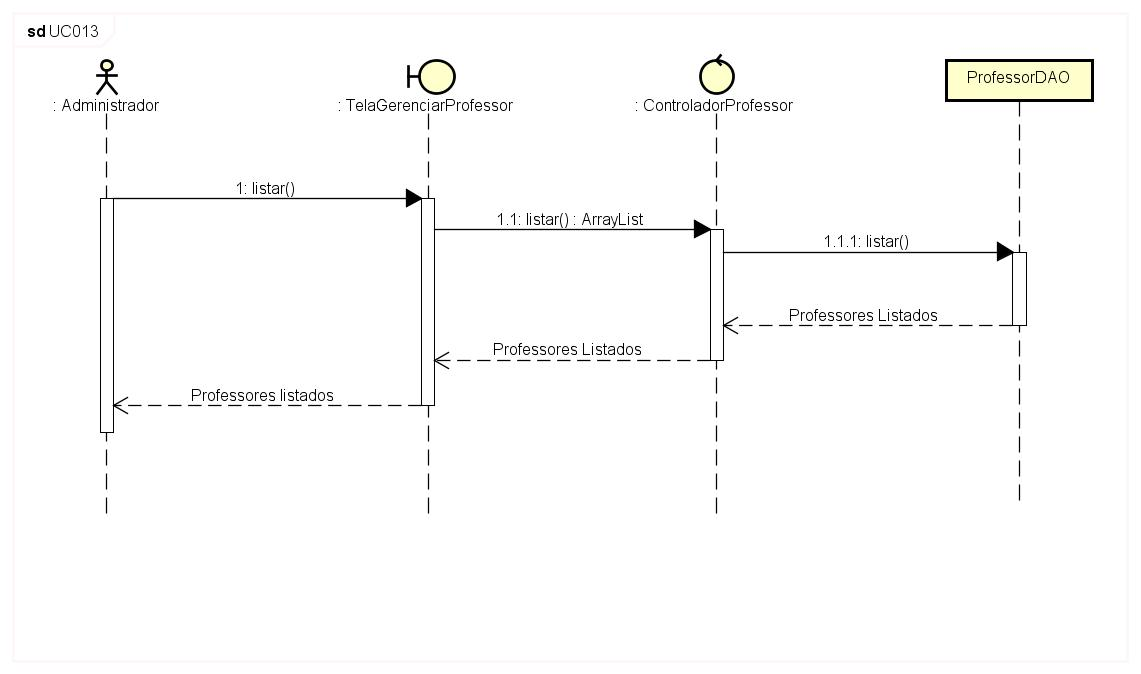 sd UC013
: Administrador
: TelaGerenciarProfessor
: ControladorProfessor
ProfessorDAO
1: listar()
1.1: listar() : ArrayList
1.1.1: listar()
Professores Listados
Professores Listados
Professores listados